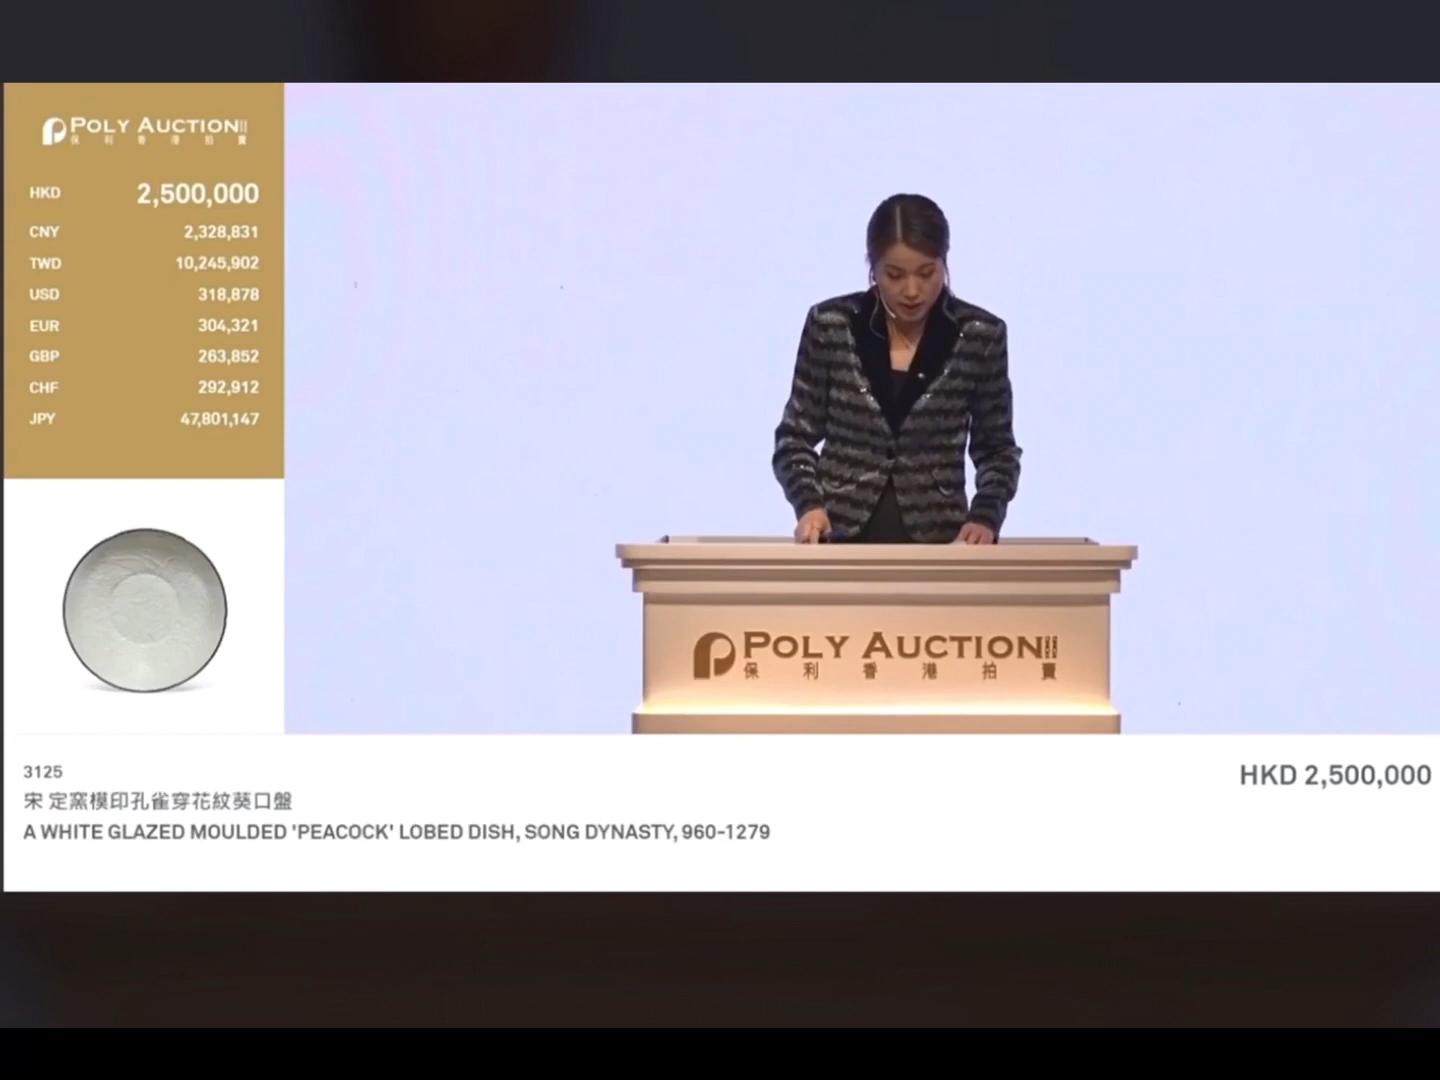 POLY AUCTION
保利香港拍賣
HKD 2,500,000
CNY 2,328,831
TWD 10,245,902
USD 318,878
EUR 304,321
GBP 263,852
CHF 292,912
JPY 47,801,147
POLY AUCTION
保利香港拍賣
3125
宋 定窯模印孔雀穿花紋葵口盤
A WHITE GLAZED MOULDED 'PEACOCK' LOBED DISH, SONG DYNASTY, 960-1279
HKD 2,500,000